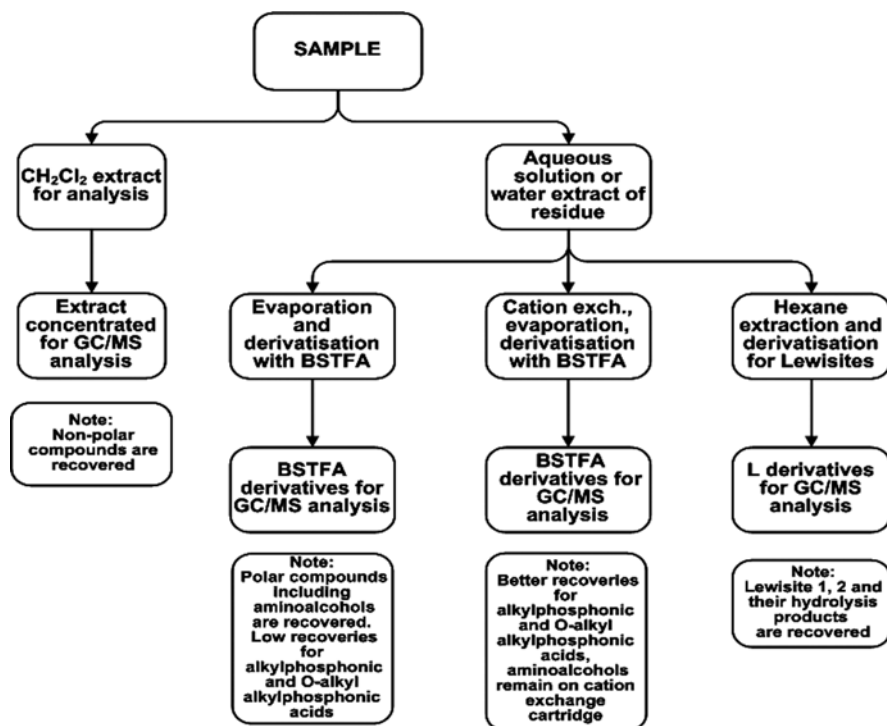 SAMPLE
CH₂Cl₂ extract
for analysis
Aqueous
solution or
water extract of
residue
Extract
concentrated
for GC/MS
analysis
Evaporation
and
derivatisation
with BSTFA
Cation exch.,
evaporation,
derivatisation
with BSTFA
Hexane
extraction and
derivatisation
for Lewisites
Note:
Non-polar
compounds are
recovered
BSTFA
derivatives for
GC/MS analysis
BSTFA
derivatives for
GC/MS
analysis
L derivatives
for GC/MS
analysis
Note:
Polar compounds
including
aminoalcohols
are recovered.
Low recoveries
for
alkylphosphonic
and O-alkyl
alkylphosphonic
acids
Note:
Better recoveries
for
alkylphosphonic
and O-alkyl
alkylphosphonic
acids,
aminoalcohols
remain on cation
exchange
cartridge
Note:
Lewisite 1, 2 and
their hydrolysis
products
are recovered